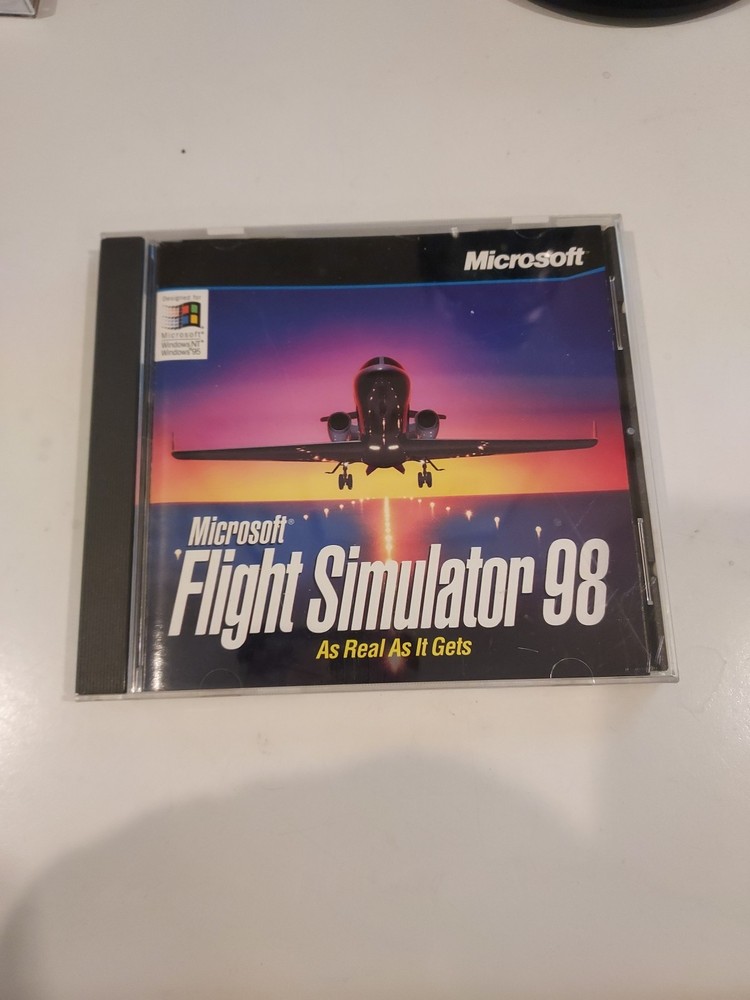 Microsoft
Designed for
Microsoft®
Windows NT®
Windows®95
Microsoft®
Flight Simulator 98
As Real As It Gets